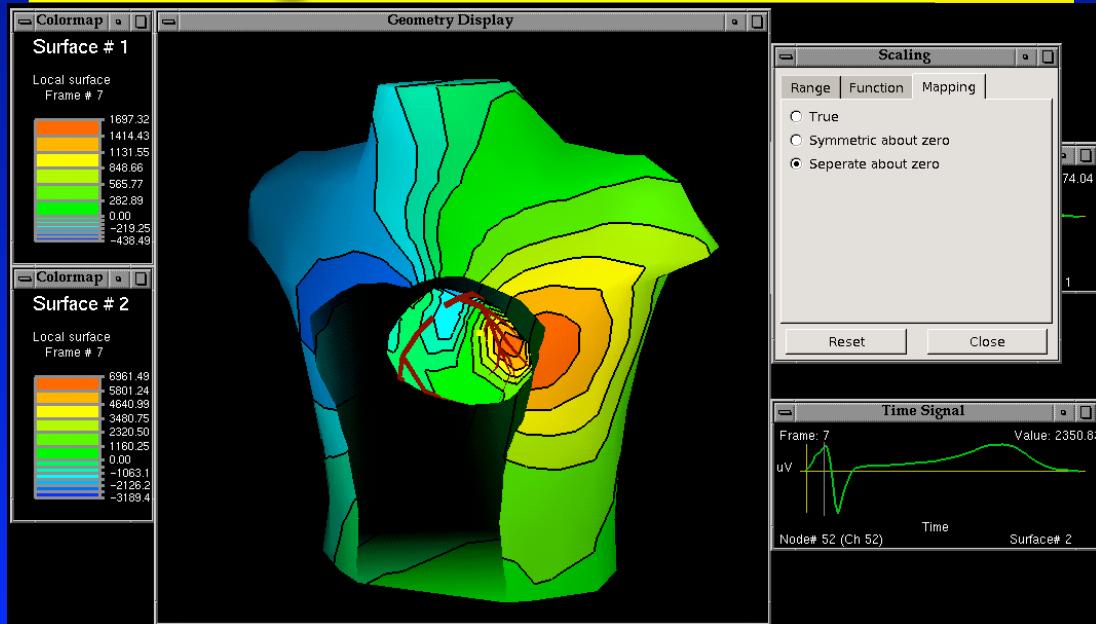 Colormap
Surface # 1
Local surface
Frame # 7
1697.32
1414.43
1131.55
848.66
565.77
282.89
0.00
−219.25
−438.49
Colormap
Surface # 2
Local surface
Frame # 7
6961.49
5801.24
4640.99
3480.75
2320.50
1160.25
0.00
−1063.1
−2126.2
−3189.4
Geometry Display
Scaling
Range Function Mapping
True
Symmetric about zero
Seperate about zero
Reset Close
74.04
1
Time Signal
Frame: 7 Value: 2350.83
uV
Time
Node# 52 (Ch 52) Surface# 2